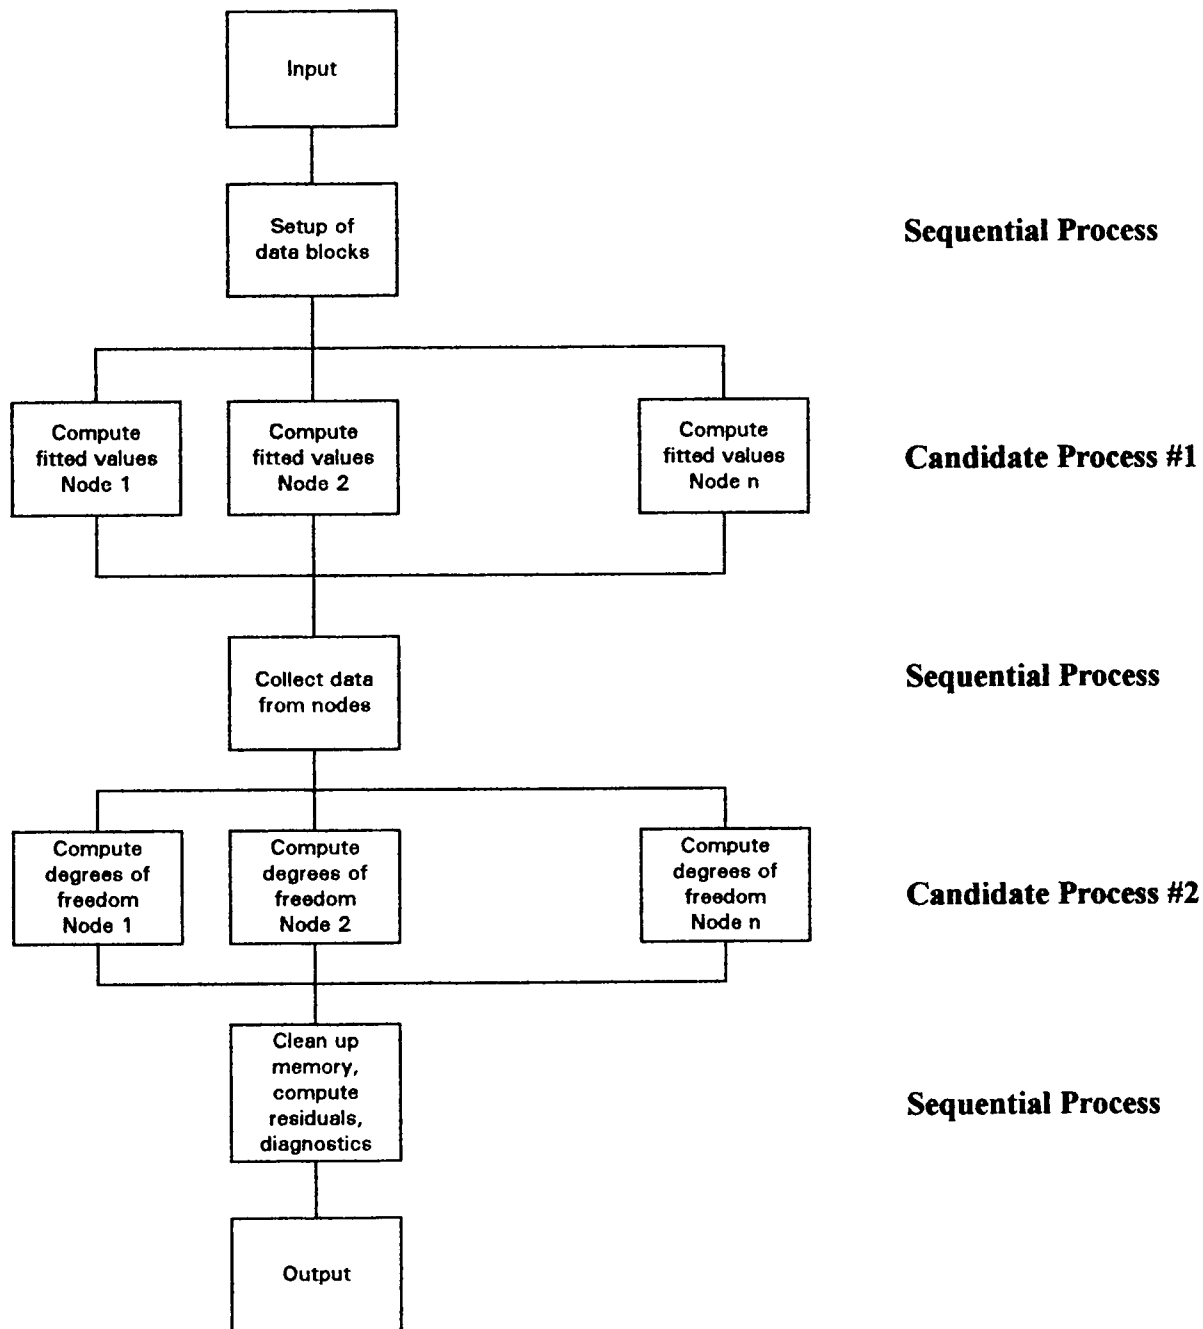 Input
Setup of
data blocks
Sequential Process
Compute
fitted values
Node 1
Compute
fitted values
Node 2
Compute
fitted values
Node n
Candidate Process #1
Collect data
from nodes
Sequential Process
Compute
degrees of
freedom
Node 1
Compute
degrees of
freedom
Node 2
Compute
degrees of
freedom
Node n
Candidate Process #2
Clean up
memory,
compute
residuals,
diagnostics
Sequential Process
Output